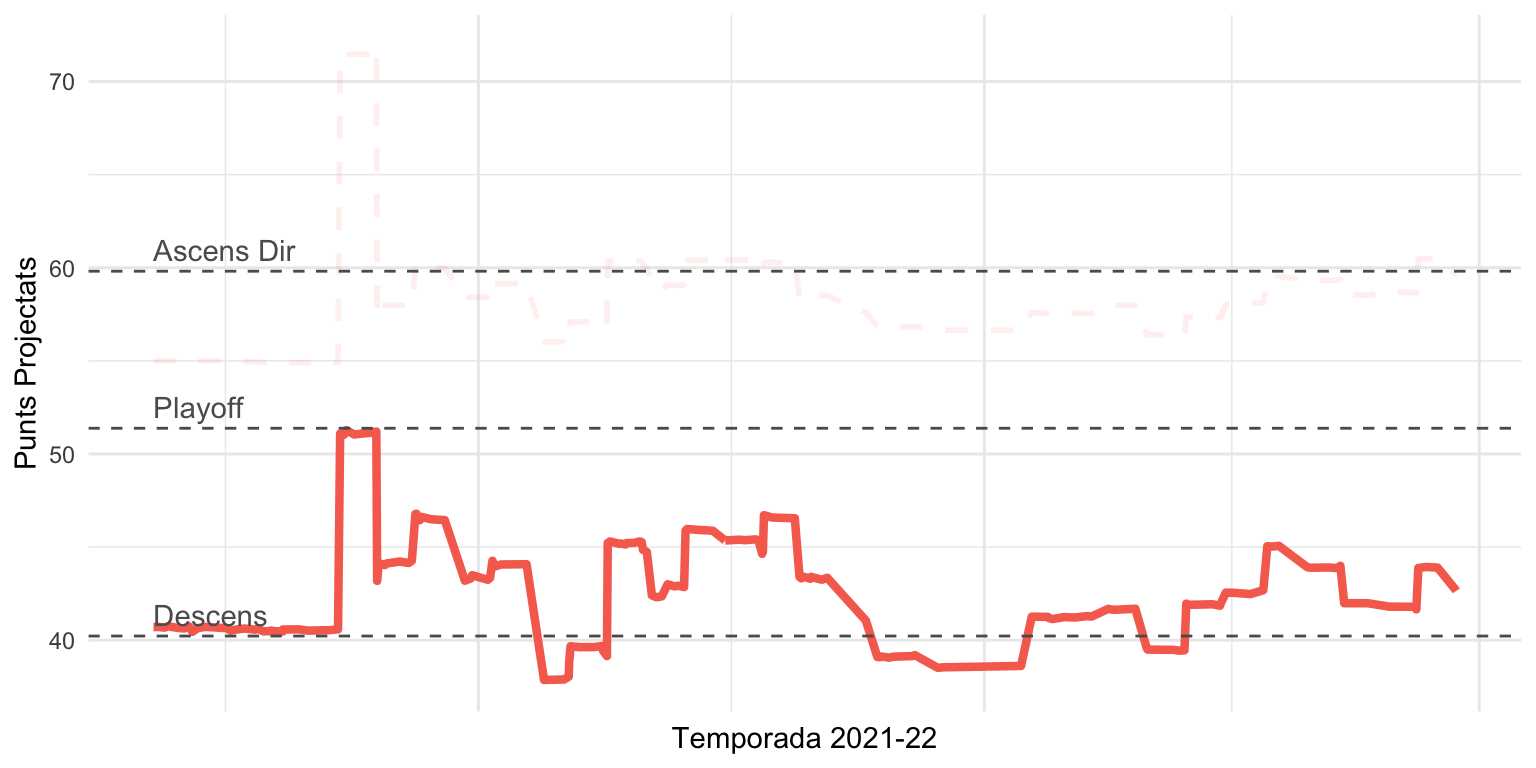 70
Ascens Dir
60
Playoff
50
Descens
40
Punts Projectats
Temporada 2021-22